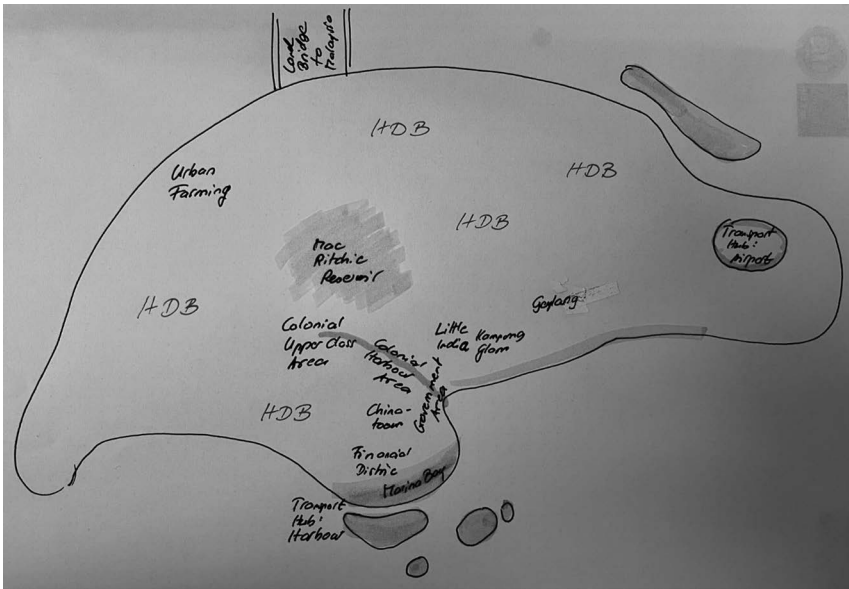 Land
Bridge
to
Malaysia
HDB
Urban
Farming
HDB
HDB
Transport
Hub:
Airport
Mac
Ritchie
Reservoir
HDB
Geylang
Colonial
Upper Class
Area
Colonial
Harbour
Area
Little
India
Kampung
Glam
Government
Area
HDB
China-
town
Financial
Distric
Marina Bay
Transport
Hub:
Harbour